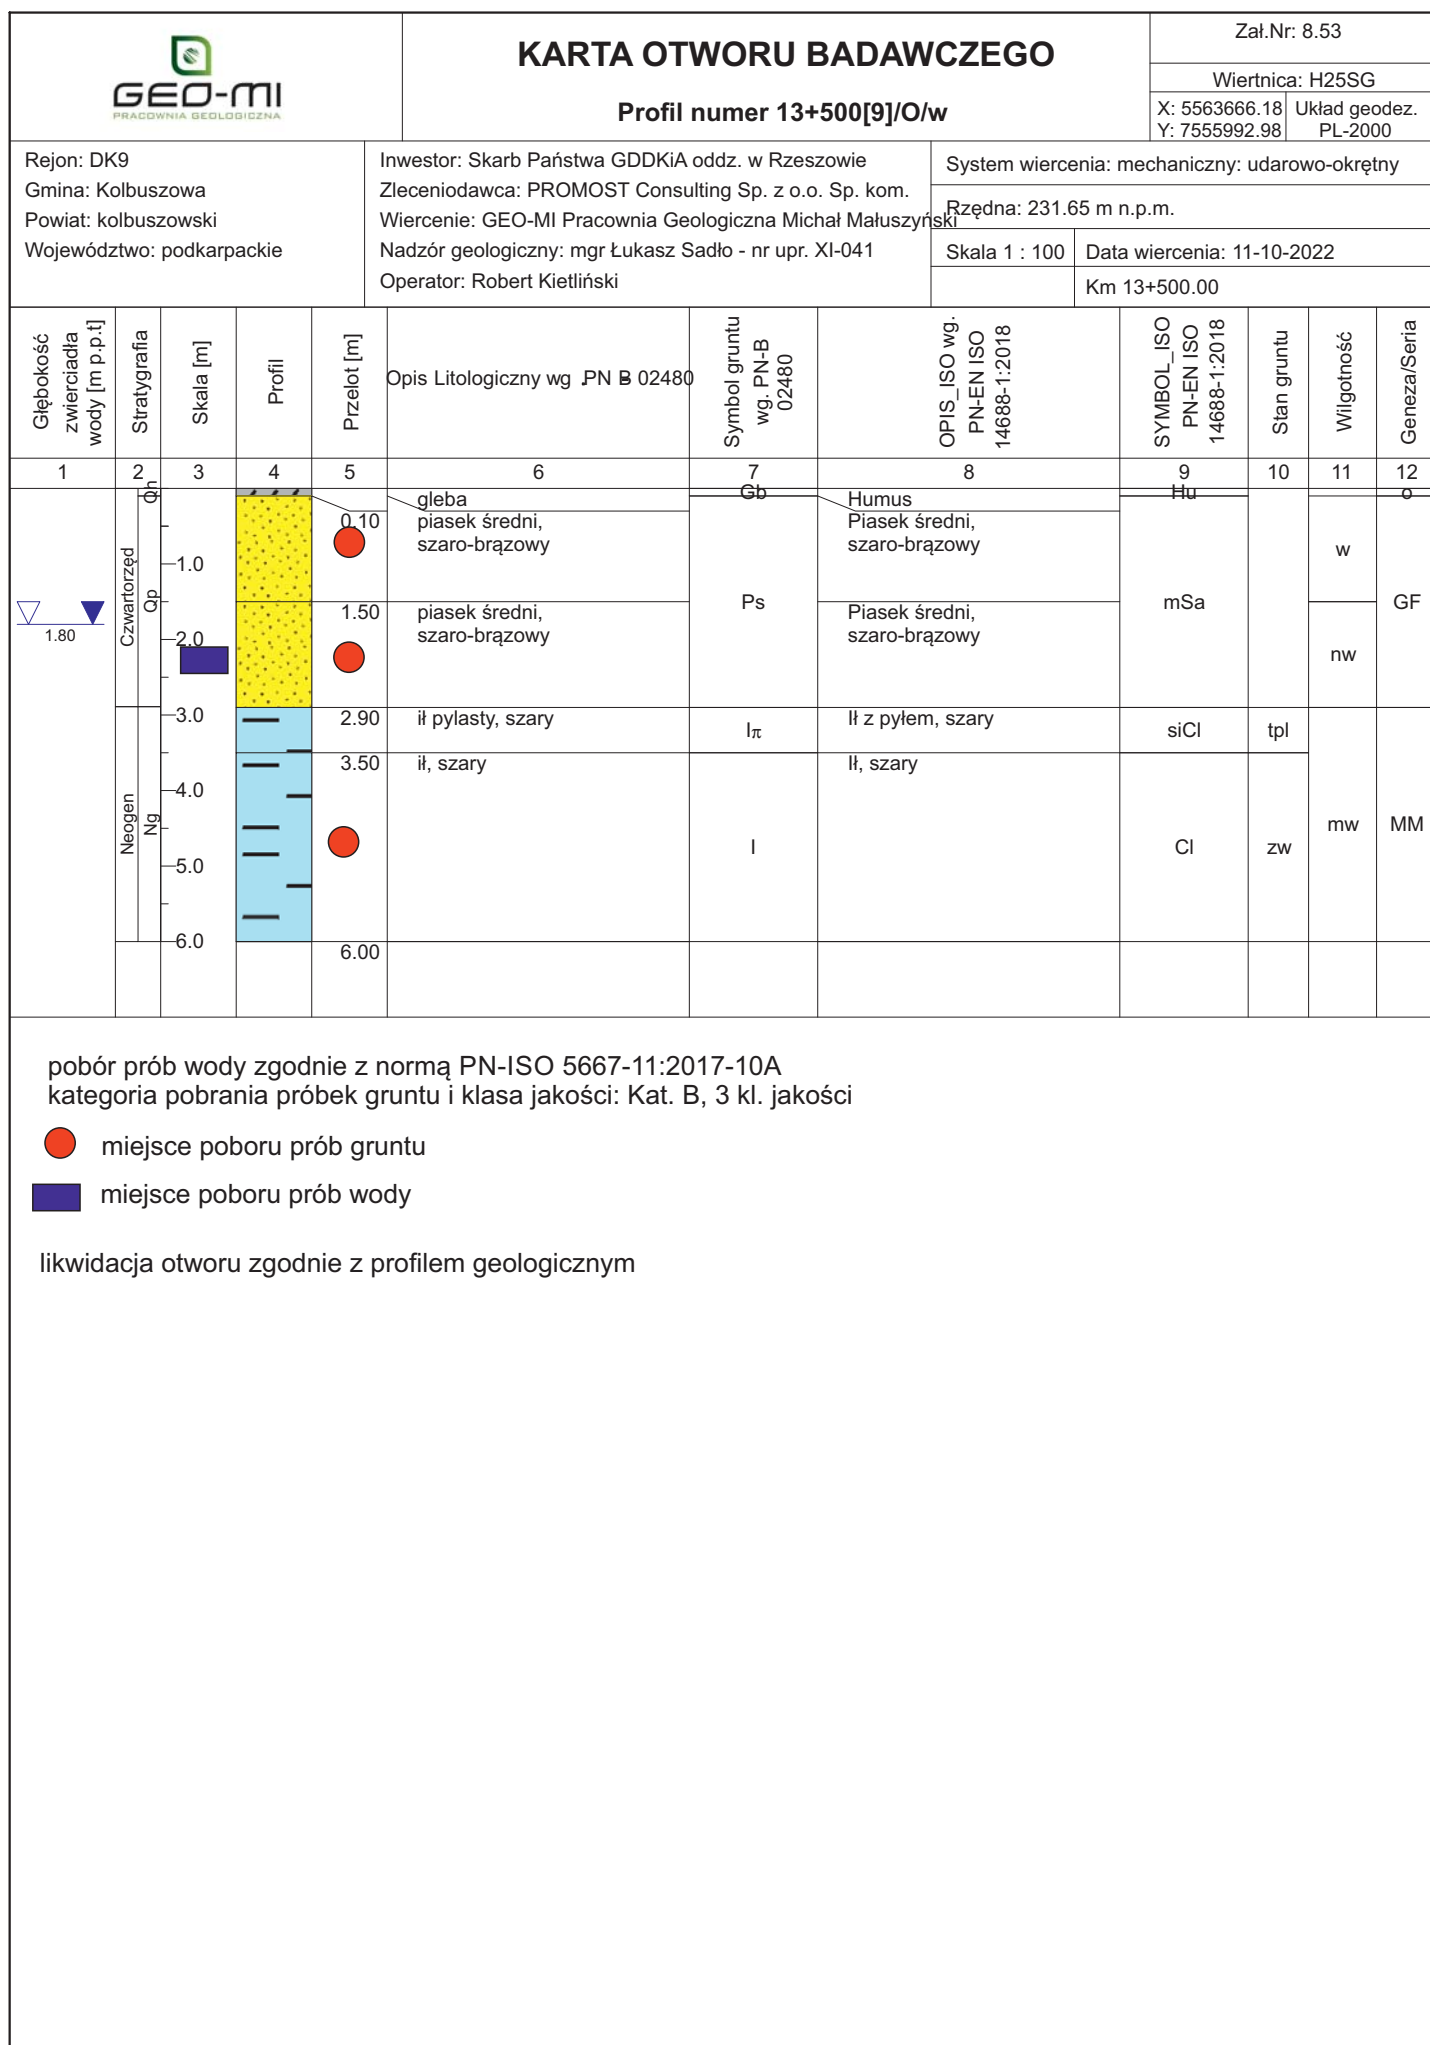 GEO-MI
PRACOWNIA GEOLOGICZNA
KARTA OTWORU BADAWCZEGO
Profil numer 13+500[9]/O/w
Zał.Nr: 8.53
Wiertnica: H25SG
X: 5563666.18
Y: 7555992.98
Układ geodez.
PL-2000
Rejon: DK9
Gmina: Kolbuszowa
Powiat: kolbuszowski
Województwo: podkarpackie
Inwestor: Skarb Państwa GDDKiA oddz. w Rzeszowie
Zleceniodawca: PROMOST Consulting Sp. z o.o. Sp. kom.
Wiercenie: GEO-MI Pracownia Geologiczna Michał Małuszyński
Nadzór geologiczny: mgr Łukasz Sadło - nr upr. XI-041
Operator: Robert Kietliński
System wiercenia: mechaniczny: udarowo-okrętny
Rzędna: 231.65 m n.p.m.
Skala 1 : 100
Data wiercenia: 11-10-2022
Km 13+500.00
Głębokość
zwierciadła
wody [m p.p.t]
Stratygrafia
Skala [m]
Profil
Przelot [m]
Opis Litologiczny wg .PN B 02480
Symbol gruntu
wg. PN-B
02480
OPIS_ISO wg.
PN-EN ISO
14688-1:2018
SYMBOL_ISO
PN-EN ISO
14688-1:2018
Stan gruntu
Wilgotność
Geneza/Seria
1 2 3 4 5 6 7 8 9 10 11 12
Qh
gleba
Gb
Humus
Hu
o
0.10
piasek średni,
szaro-brązowy
Piasek średni,
szaro-brązowy
w
1.0
Czwartorzęd
Qp
Ps
mSa
GF
1.80
1.50
piasek średni,
szaro-brązowy
Piasek średni,
szaro-brązowy
2.0
nw
3.0
2.90
ił pylasty, szary
Iπ
Ił z pyłem, szary
siCl
tpl
3.50
ił, szary
Ił, szary
4.0
Neogen
Ng
I
Cl
zw
mw
MM
5.0
6.0
6.00
pobór prób wody zgodnie z normą PN-ISO 5667-11:2017-10A
kategoria pobrania próbek gruntu i klasa jakości: Kat. B, 3 kl. jakości
miejsce poboru prób gruntu
miejsce poboru prób wody
likwidacja otworu zgodnie z profilem geologicznym